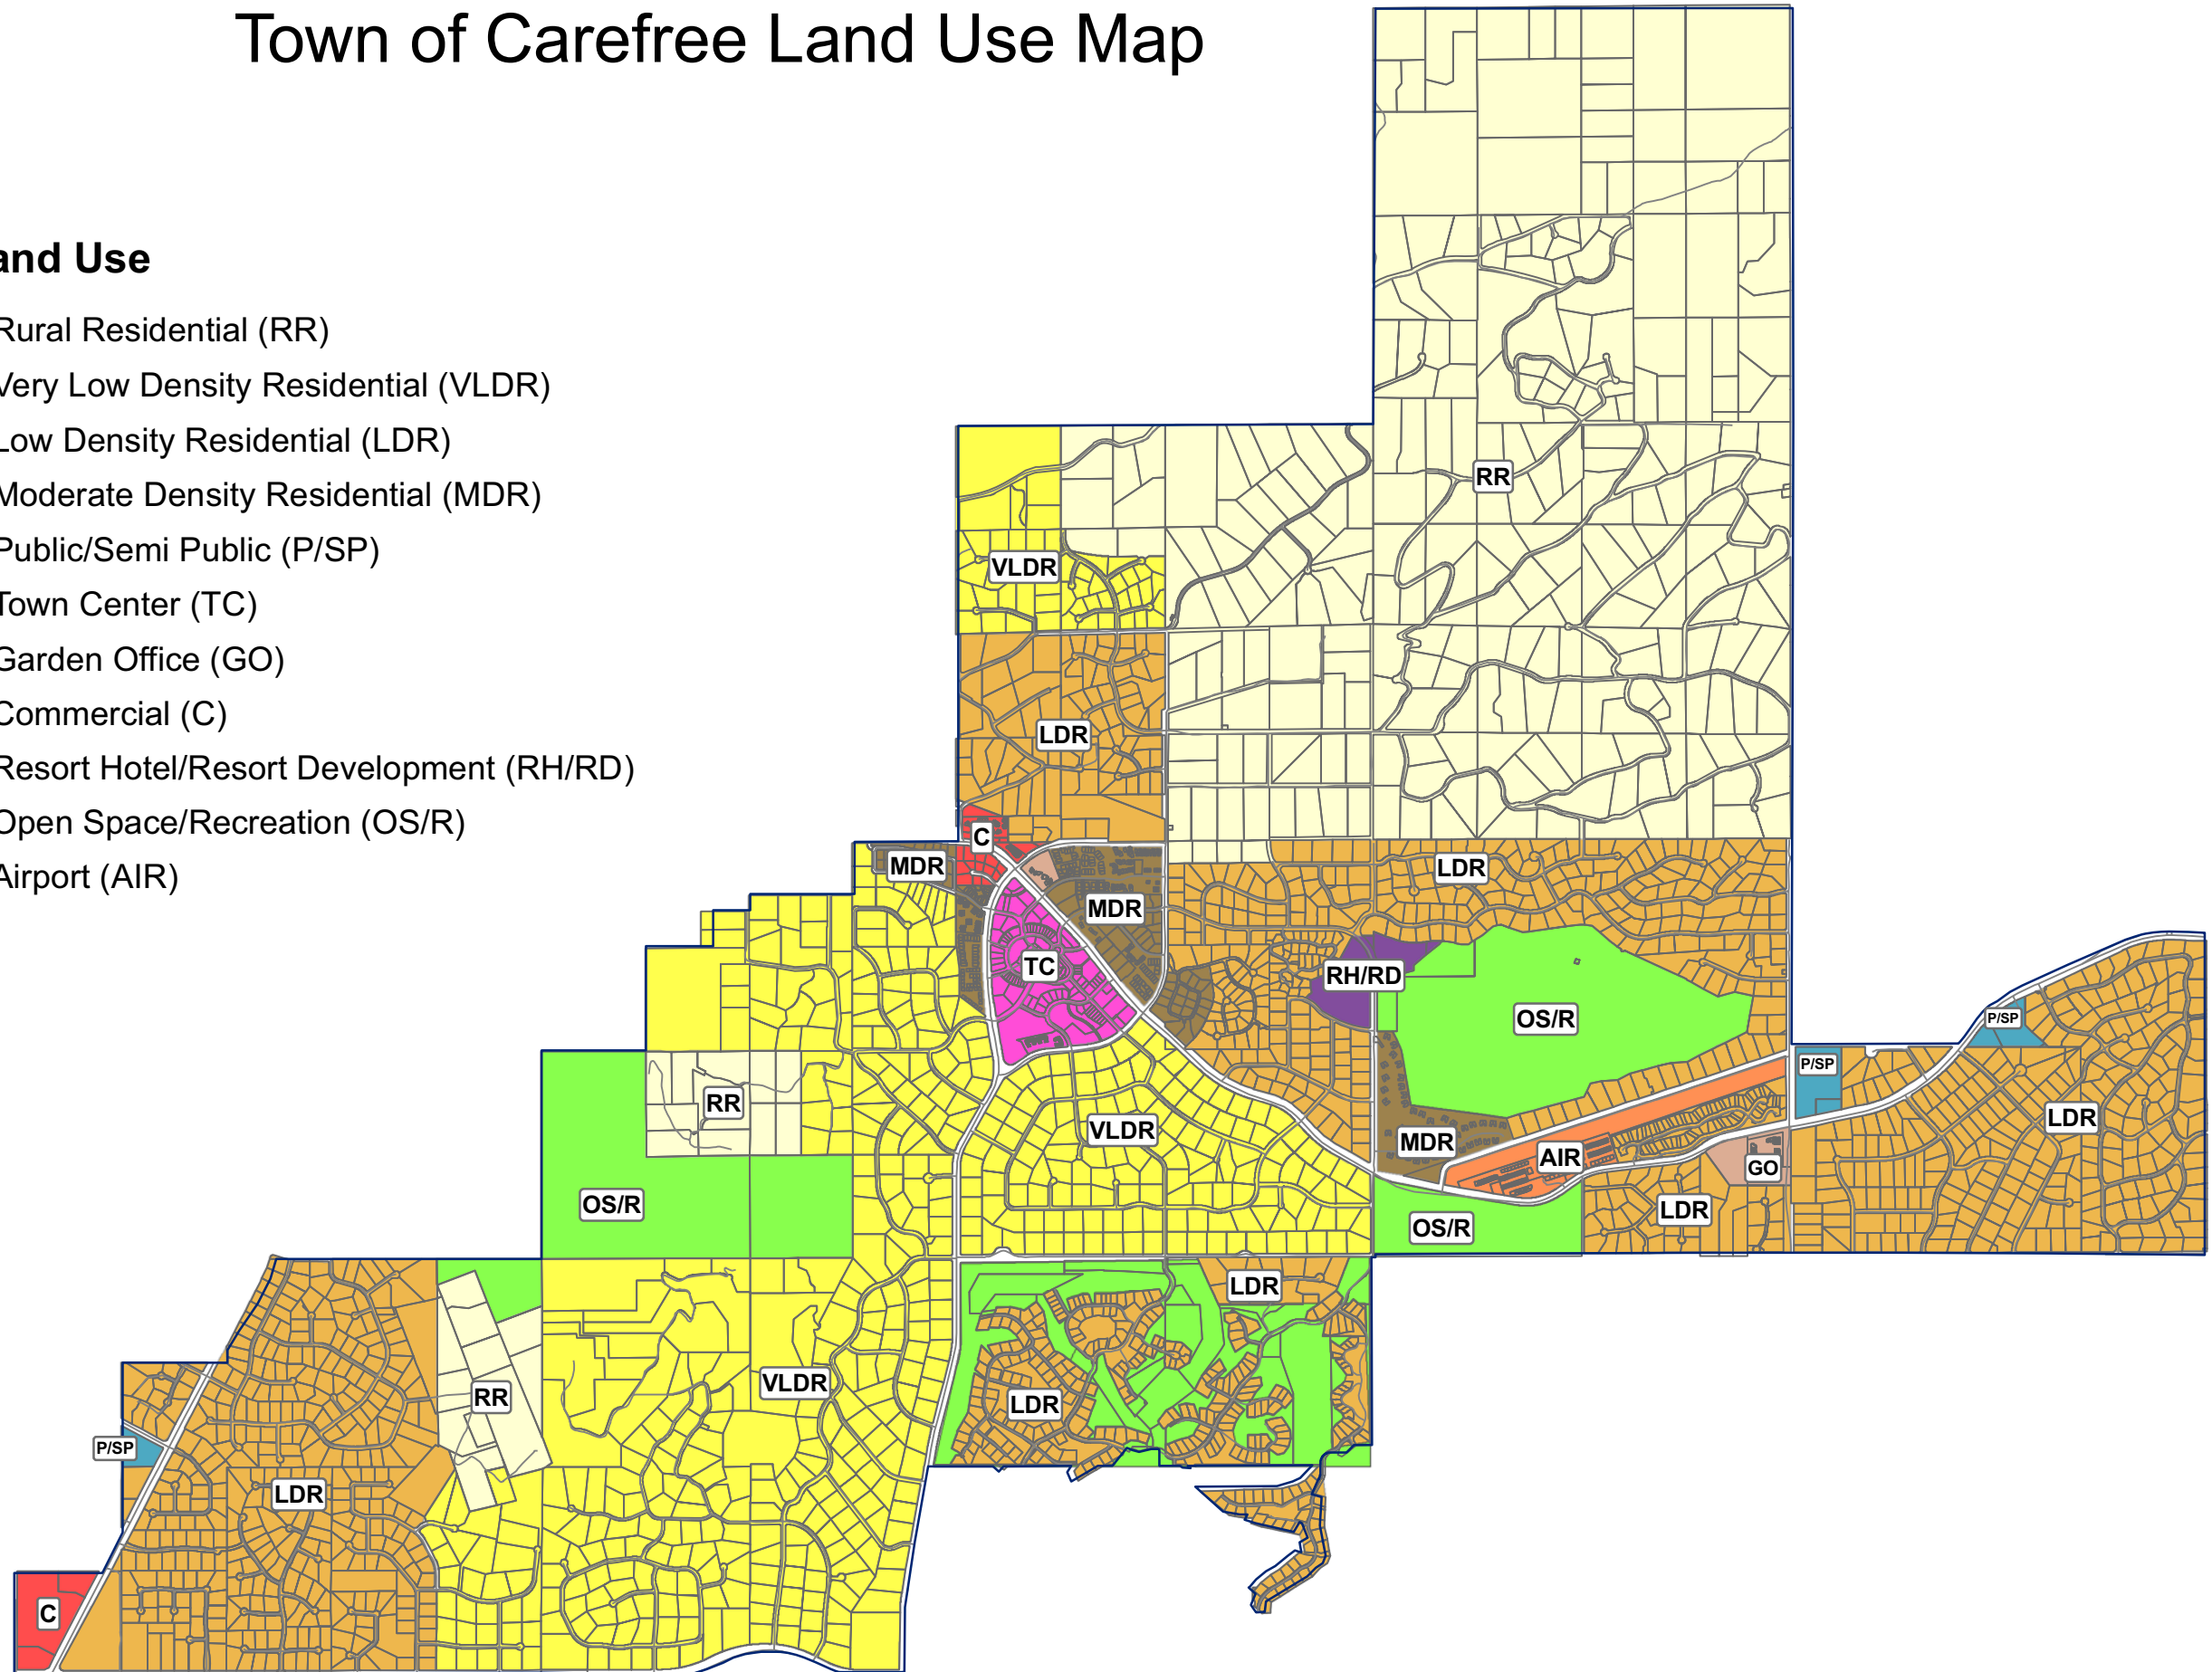 Town of Carefree Land Use Map
and Use
Rural Residential (RR)
Very Low Density Residential (VLDR)
Low Density Residential (LDR)
Moderate Density Residential (MDR)
Public/Semi Public (P/SP)
Town Center (TC)
Garden Office (GO)
Commercial (C)
Resort Hotel/Resort Development (RH/RD)
Open Space/Recreation (OS/R)
Airport (AIR)
RR
VLDR
LDR
C
MDR
LDR
MDR
TC
RH/RD
OS/R
P/SP
P/SP
RR
LDR
VLDR
MDR
AIR
GO
OS/R
LDR
OS/R
LDR
VLDR
RR
LDR
P/SP
LDR
C